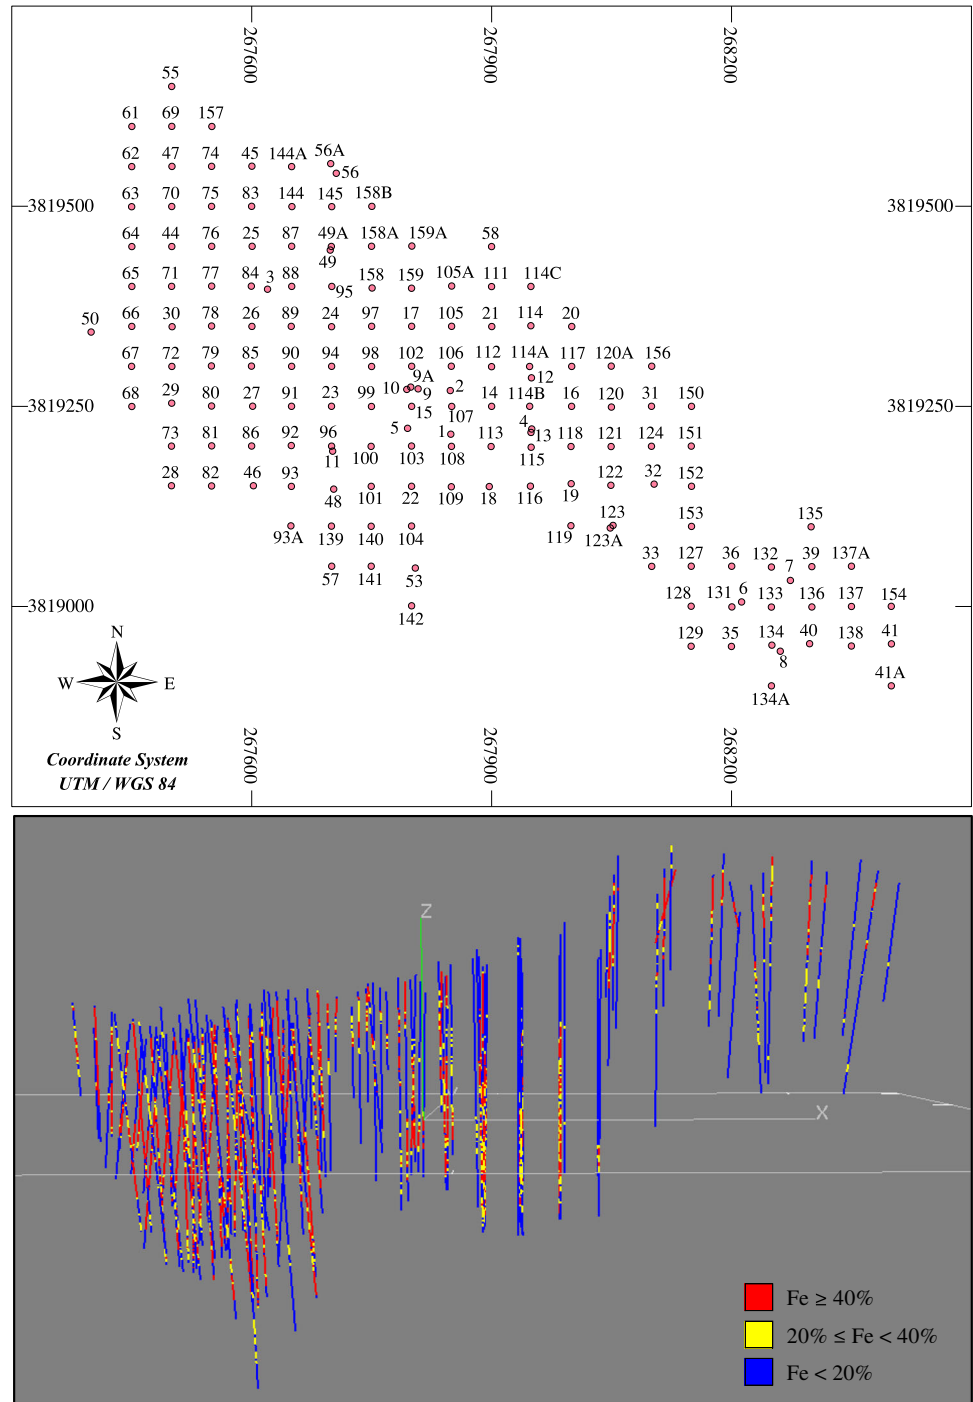 267600 267900 268200
55
61 69 157
62 47 74 45 144A 56A
56
63 70 75 83 144 145 158B
3819500 3819500
64 44 76 25 87 49A 158A 159A 58
49
65 71 77 84 3 88 158 159 105A 111 114C
95
50 66 30 78 26 89 24 97 17 105 21 114 20
67 72 79 85 90 94 98 102 106 112 114A 117 120A 156
9A 12
68 29 80 27 91 23 99 10 9 2 14 114B 16 120 31 150
3819250 3819250
15 107
73 81 86 92 96 5 1 113 4 13 118 121 124 151
11 100 103 108 115
28 82 46 93 122 32 152
48 101 22 109 18 116 19
123 153 135
93A 139 140 104 119 123A
33 127 36 132 7 39 137A
57 141 53
128 131 6 133 136 137 154
3819000
142
129 35 134 40 138 41
8
134A 41A
N
W E
S
Coordinate System
UTM / WGS 84
267600 267900 268200
Z
X
Fe ≥ 40%
20% ≤ Fe < 40%
Fe < 20%